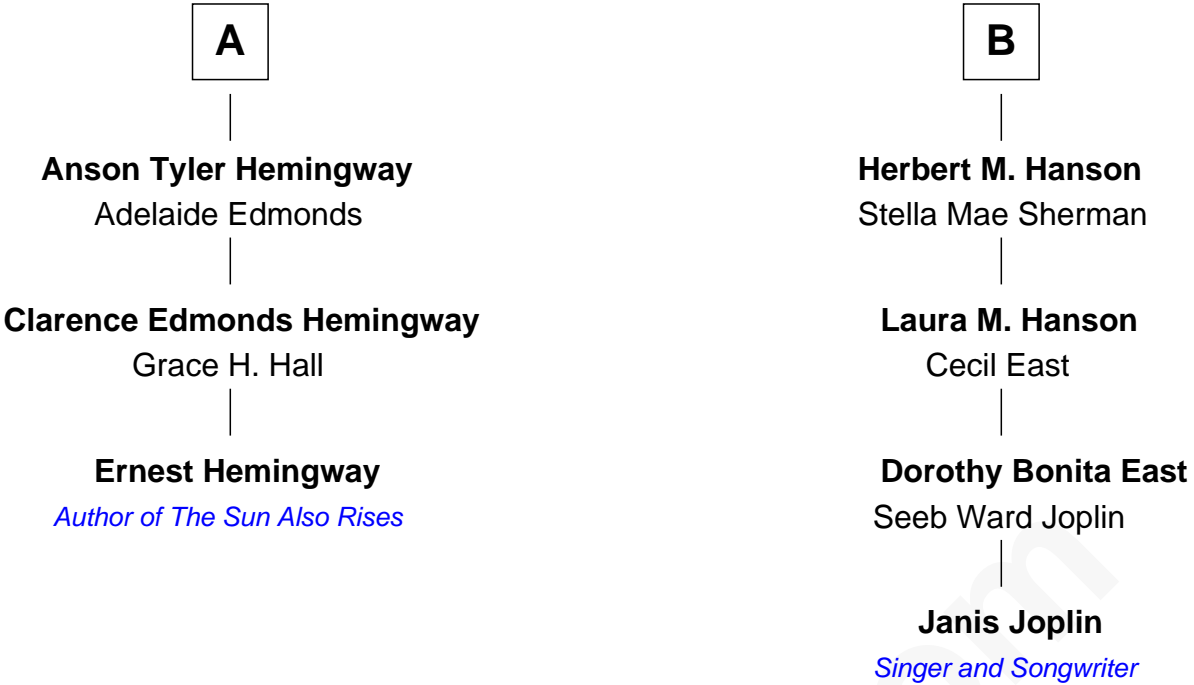 A
Anson Tyler Hemingway
Adelaide Edmonds
Clarence Edmonds Hemingway
Grace H. Hall
Ernest Hemingway
Author of The Sun Also Rises
B
Herbert M. Hanson
Stella Mae Sherman
Laura M. Hanson
Cecil East
Dorothy Bonita East
Seeb Ward Joplin
Janis Joplin
Singer and Songwriter